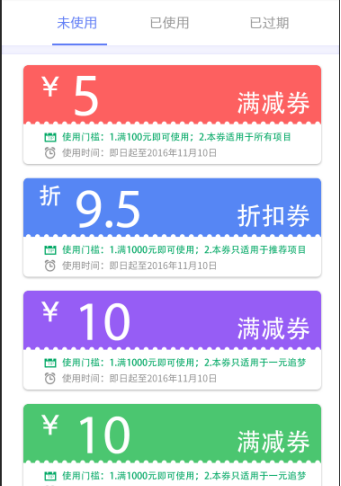 未使用 已使用 已过期
¥ 5 满减券
使用门槛：1.满100元即可使用；2.本券适用于所有项目
使用时间：即日起至2016年11月10日
折 9.5 折扣券
使用门槛：1.满1000元即可使用；2.本券只适用于推荐项目
使用时间：即日起至2016年11月10日
¥ 10 满减券
使用门槛：1.满1000元即可使用；2.本券只适用于一元追梦
使用时间：即日起至2016年11月10日
¥ 10 满减券
使用门槛：1.满1000元即可使用；2.本券只适用于一元追梦